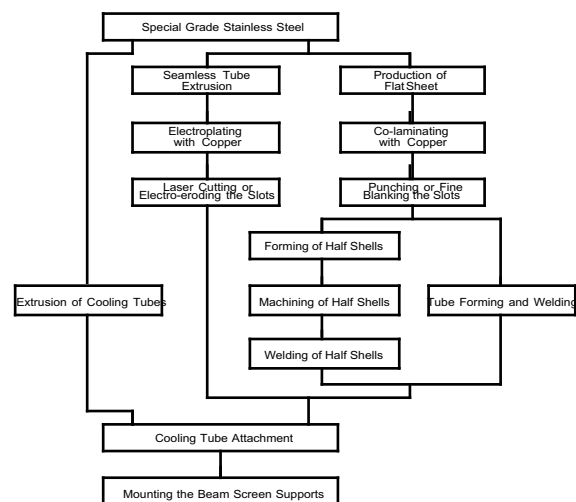 Special Grade Stainless Steel
Seamless Tube
Extrusion
Production of
Flat Sheet
Electroplating
with Copper
Co-laminating
with Copper
Laser Cutting or
Electro-eroding the Slots
Punching or Fine
Blanking the Slots
Forming of Half Shells
Extrusion of Cooling Tubes
Machining of Half Shells
Tube Forming and Welding
Welding of Half Shells
Cooling Tube Attachment
Mounting the Beam Screen Supports